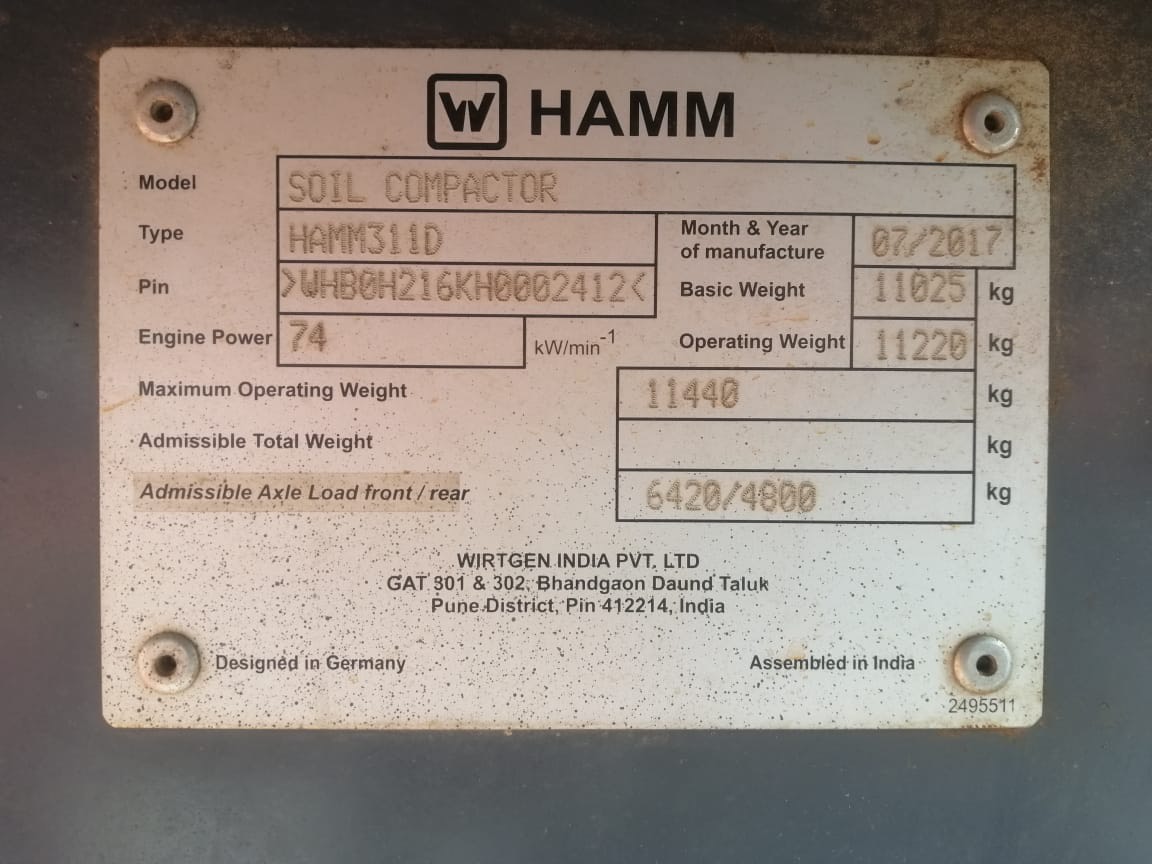 W HAMM
Model SOIL COMPACTOR
Type HAMM311D Month & Year of manufacture 07/2017
Pin >WHB0H216KH0002412< Basic Weight 11025 kg
Engine Power 74 kW/min-1 Operating Weight 11220 kg
Maximum Operating Weight 11440 kg
Admissible Total Weight kg
Admissible Axle Load front / rear 6420/4800 kg
WIRTGEN INDIA PVT. LTD
GAT 301 & 302, Bhandgaon Daund Taluk
Pune District, Pin 412214, India
Designed in Germany Assembled in India
2495511